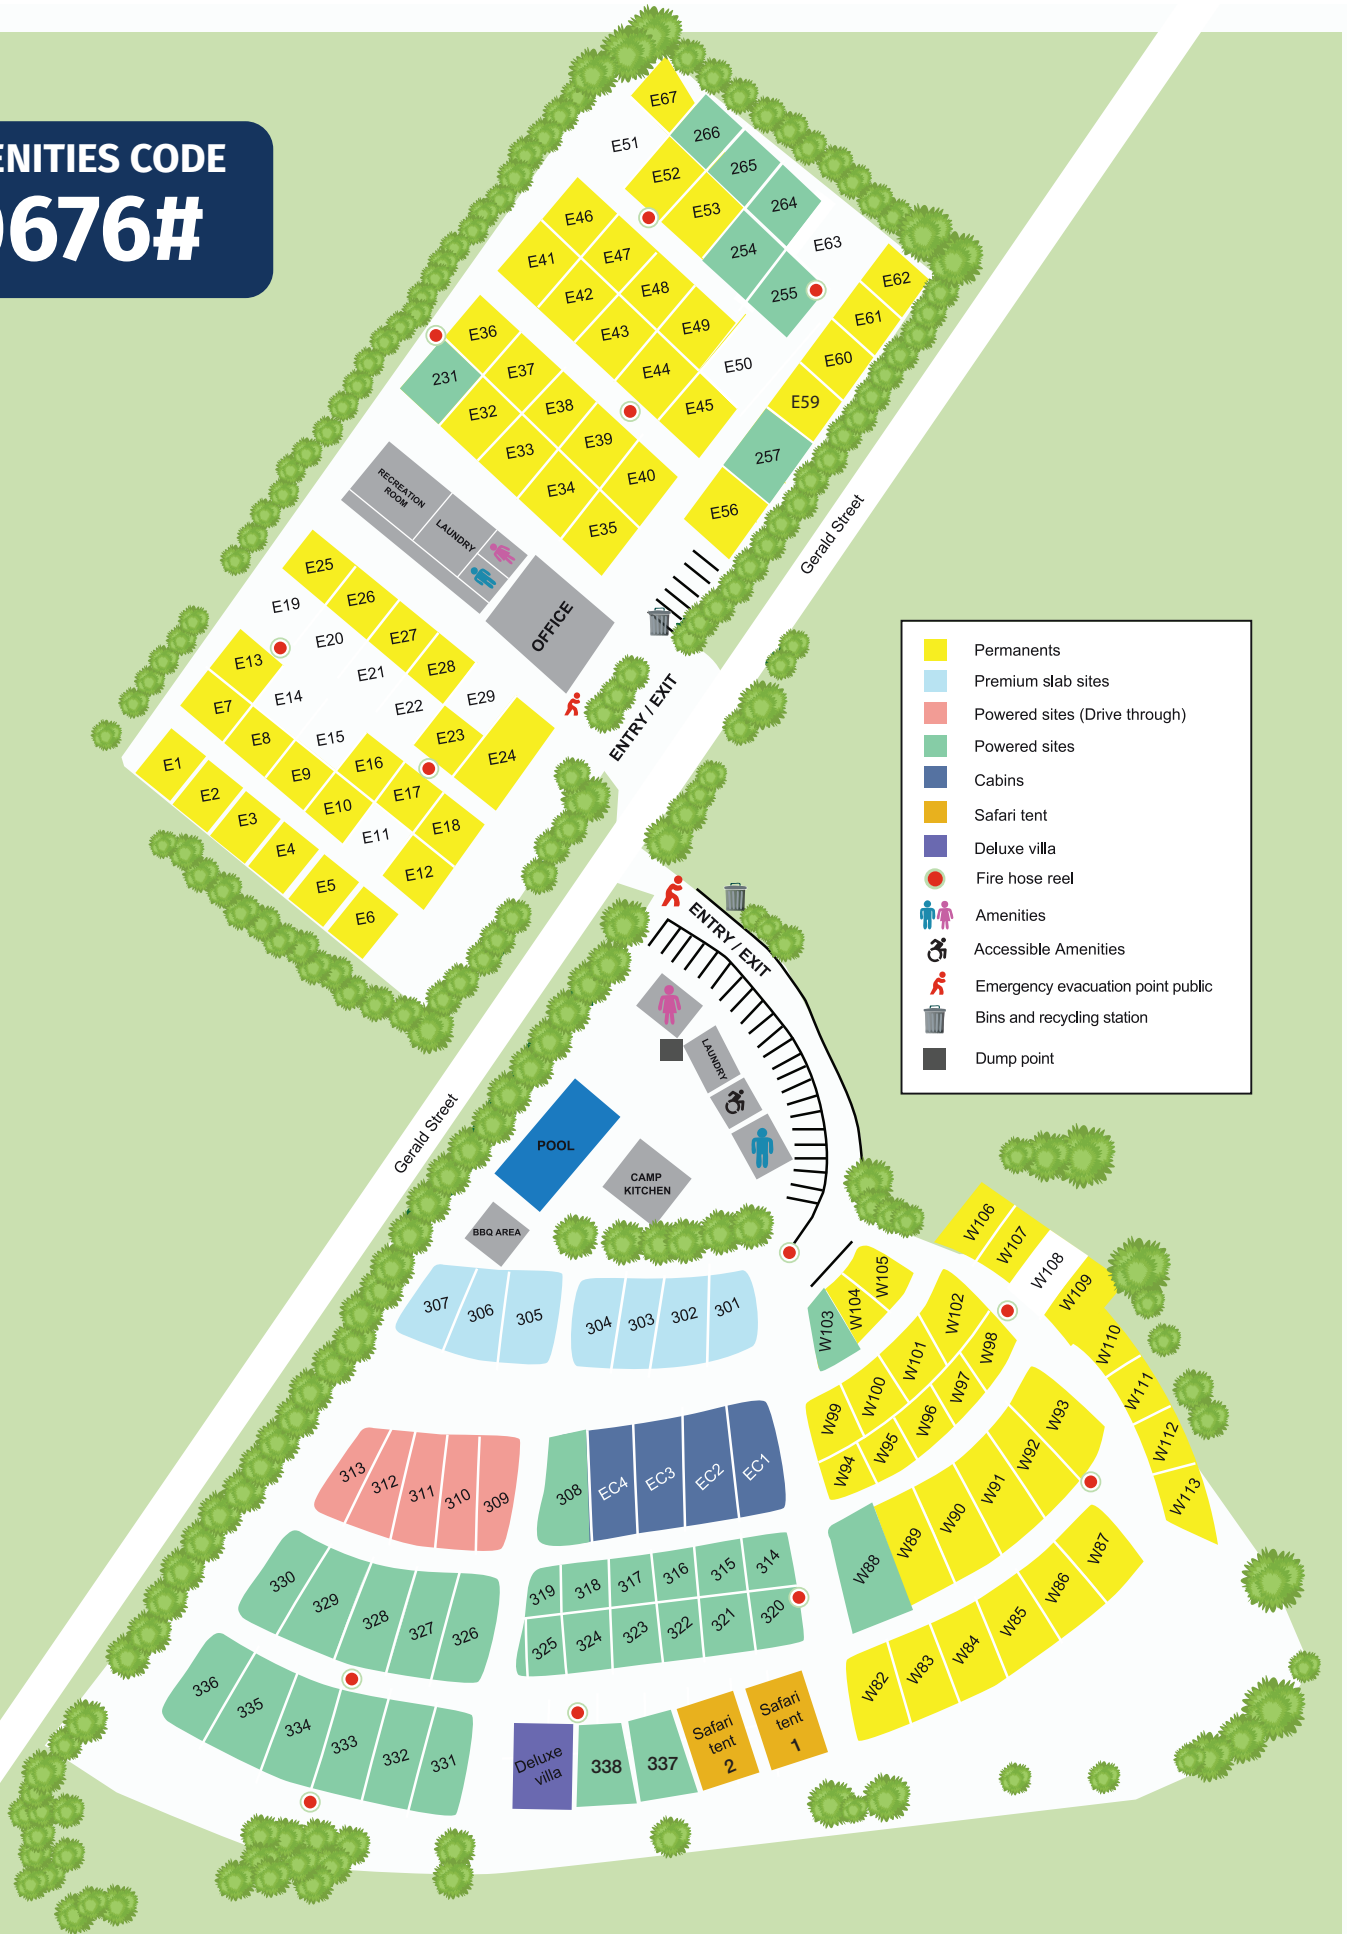 ENITIES CODE
0676#
E67
266
E51
265
E52
264
E53
E46
E63
254
E47
E41
E62
E48
255
E42
E61
E49
E43
E36
E60
E50
E44
E37
231
E59
E45
E38
E32
E39
E33
257
E40
E34
E56
E35
RECREATION
ROOM
LAUNDRY
OFFICE
Gerald Street
E25
E26
E19
E27
E20
E28
E13
E21
E29
E14
E22
E7
E23
E15
E8
E24
E16
E1
E9
E17
E2
E10
E18
E3
E11
E4
E12
E5
E6
ENTRY / EXIT
Permanents
Premium slab sites
Powered sites (Drive through)
Powered sites
Cabins
Safari tent
Deluxe villa
Fire hose reel
Amenities
Accessible Amenities
Emergency evacuation point public
Bins and recycling station
Dump point
ENTRY / EXIT
LAUNDRY
Gerald Street
POOL
CAMP
KITCHEN
BBQ AREA
W106
W107
W108
W109
W110
W111
W112
W113
W105
W104
W103
W102
W101
W100
W99
W98
W97
W96
W95
W94
W93
W92
W91
W90
W89
W88
W87
W86
W85
W84
W83
W82
307
306
305
304
303
302
301
313
312
311
310
309
308
EC4
EC3
EC2
EC1
330
329
328
327
326
319
318
317
316
315
314
325
324
323
322
321
320
336
335
334
333
332
331
Deluxe
villa
338
337
Safari
tent
2
Safari
tent
1